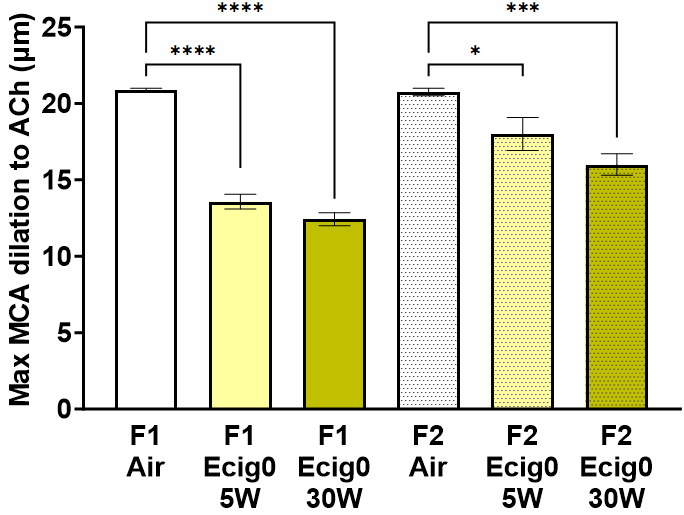 Max MCA dilation to ACh (µm)
25
20
15
10
5
0
****
****
***
*
F1
Air
F1
Ecig0
5W
F1
Ecig0
30W
F2
Air
F2
Ecig0
5W
F2
Ecig0
30W